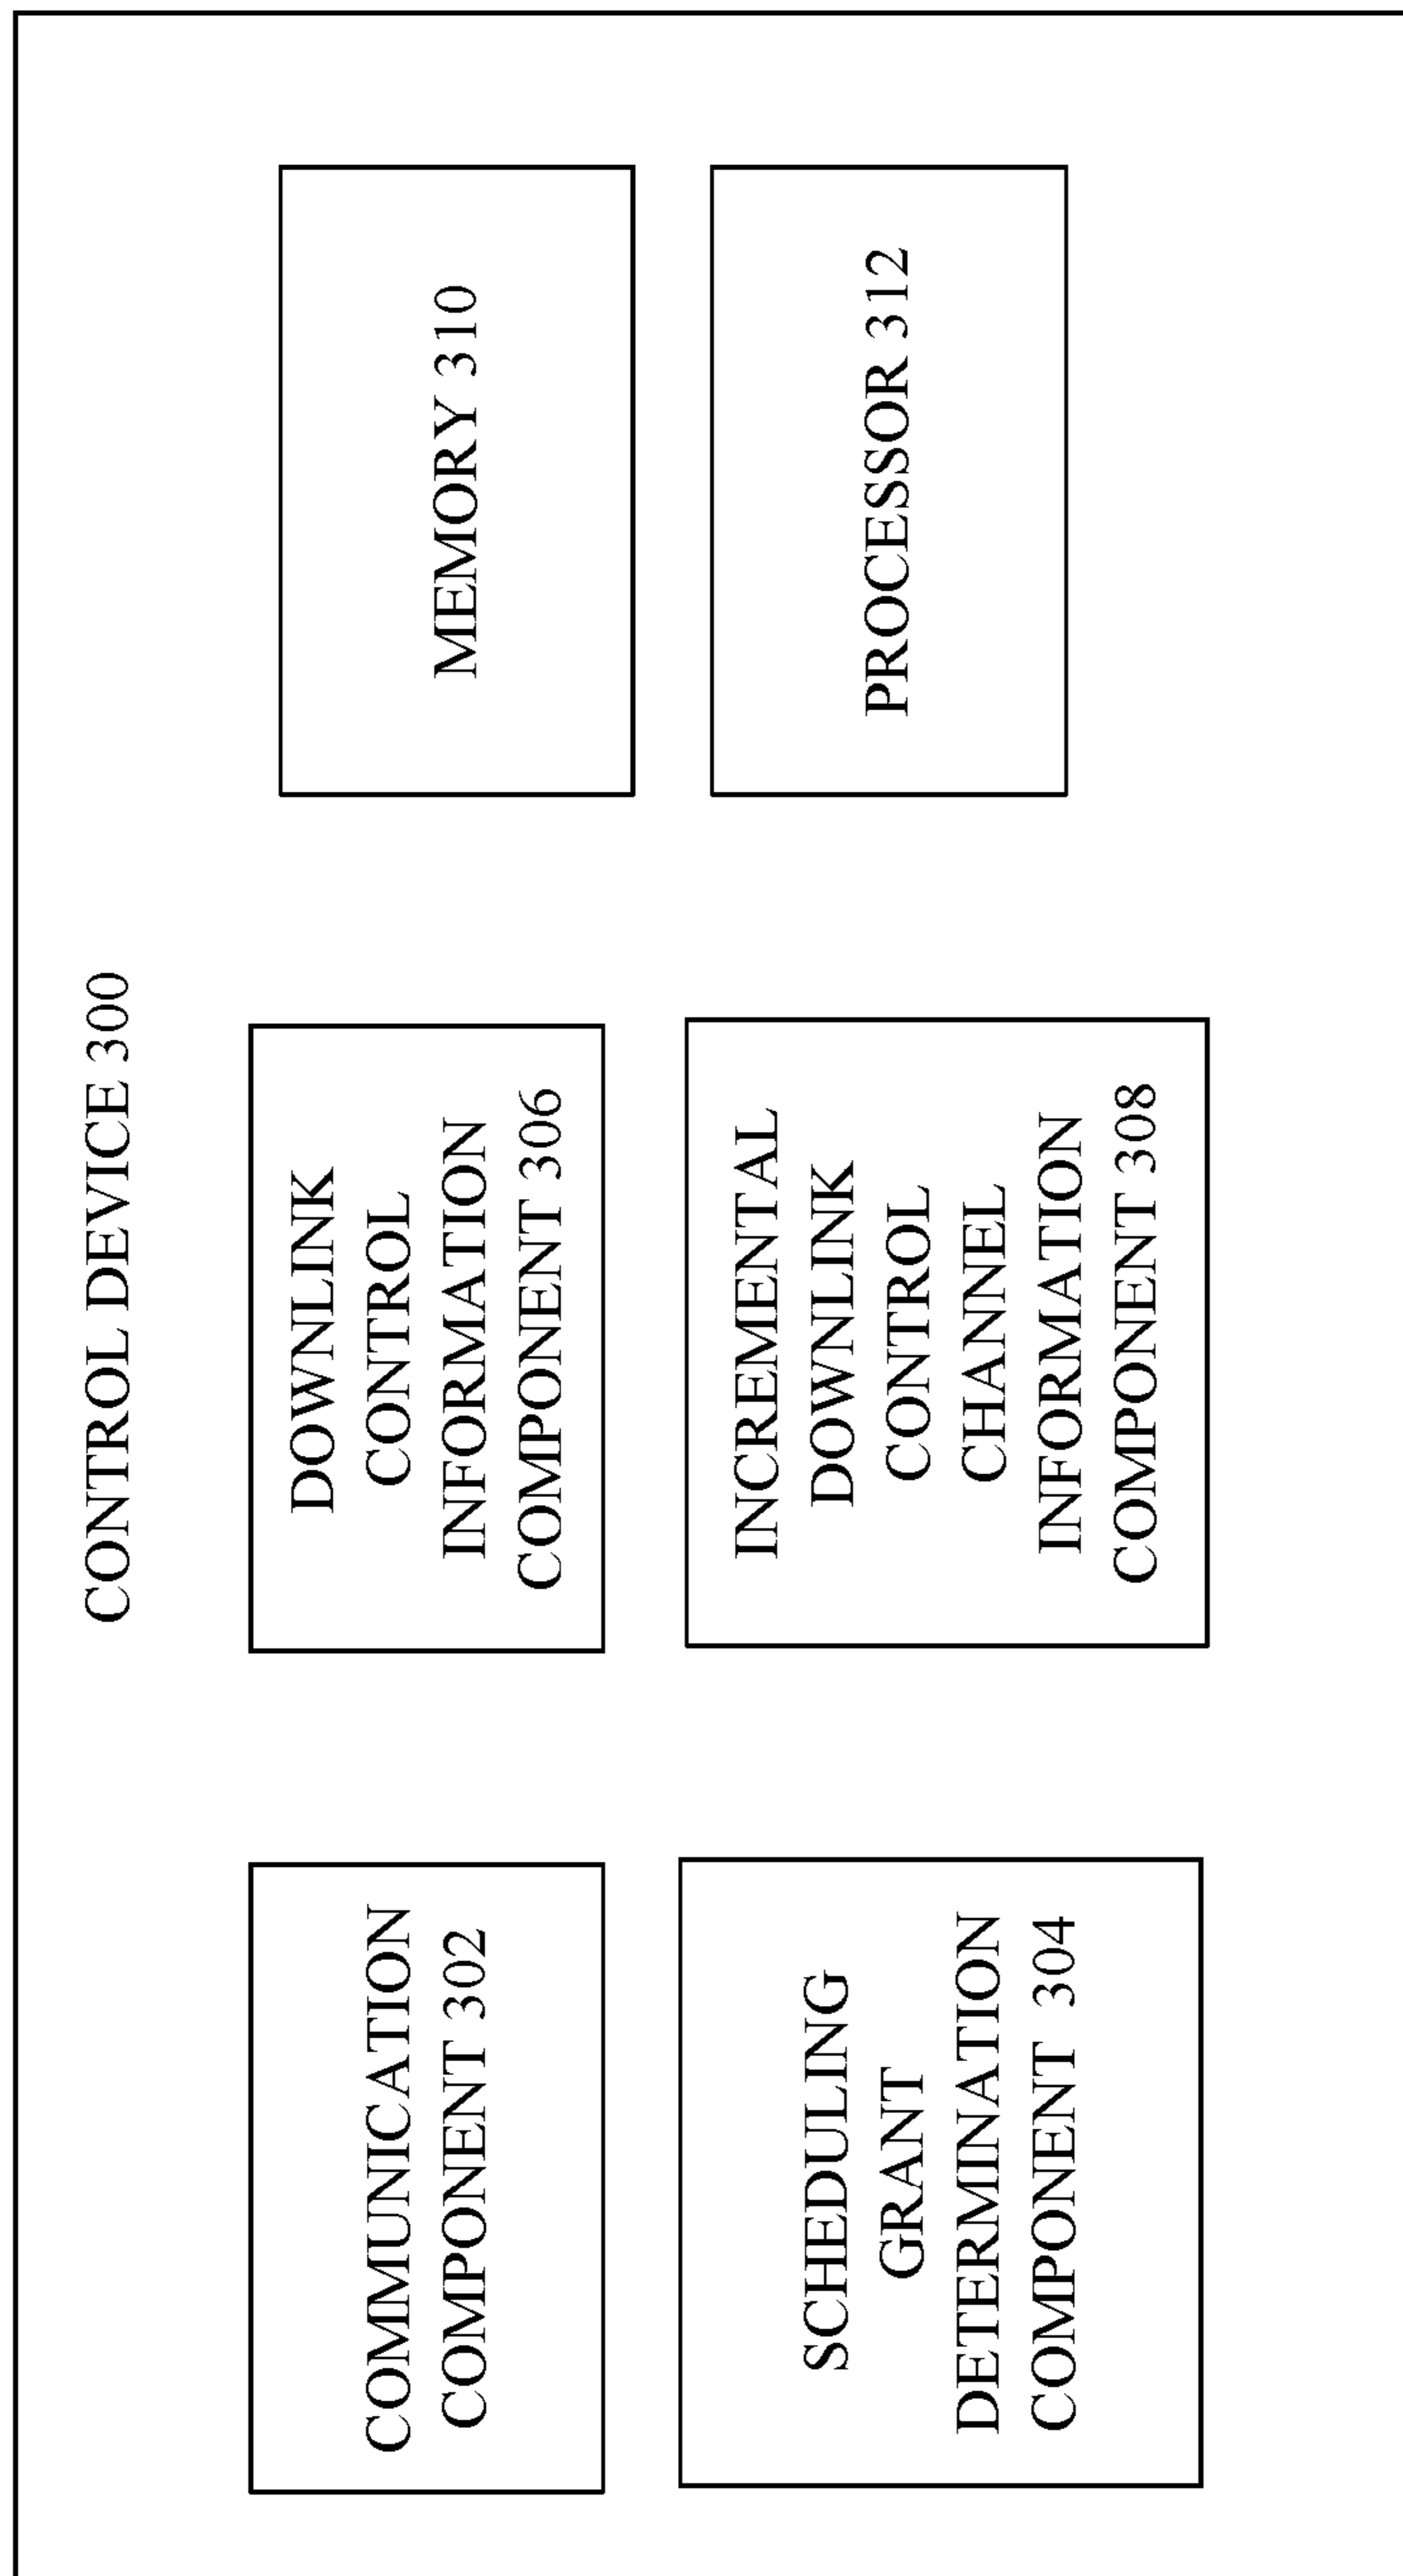 CONTROL DEVICE 300
COMMUNICATION
COMPONENT 302
DOWNLINK
CONTROL
INFORMATION
COMPONENT 306
MEMORY 310
SCHEDULING
GRANT
DETERMINATION
COMPONENT 304
INCREMENTAL
DOWNLINK
CONTROL
CHANNEL
INFORMATION
COMPONENT 308
PROCESSOR 312